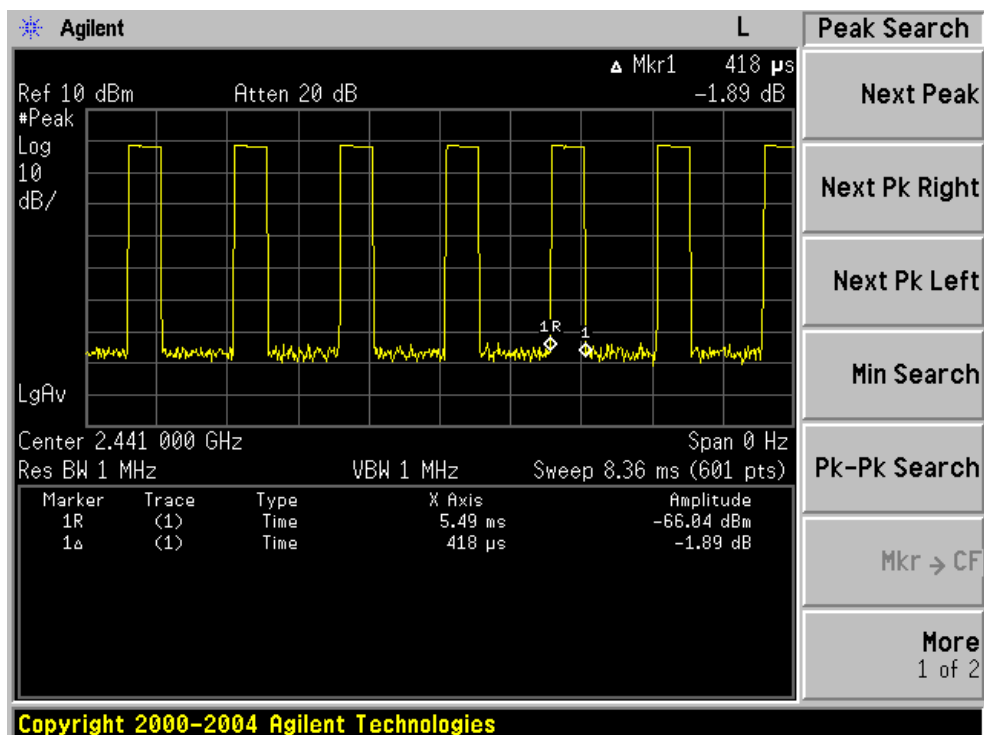 Agilent L Peak Search
Δ Mkr1 418 µs
Ref 10 dBm Atten 20 dB -1.89 dB
#Peak
Log
10
dB/
1R 1
LgAv
Center 2.441 000 GHz Span 0 Hz
Res BW 1 MHz VBW 1 MHz Sweep 8.36 ms (601 pts)
Marker Trace Type X Axis Amplitude
1R (1) Time 5.49 ms -66.04 dBm
1Δ (1) Time 418 µs -1.89 dB
Next Peak
Next Pk Right
Next Pk Left
Min Search
Pk-Pk Search
Mkr → CF
More
1 of 2
Copyright 2000-2004 Agilent Technologies